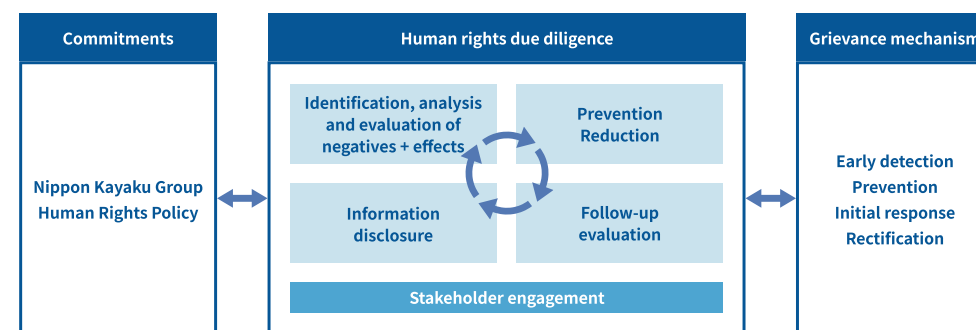 Commitments
Nippon Kayaku Group
Human Rights Policy
Human rights due diligence
Identification, analysis
and evaluation of
negatives + effects
Prevention
Reduction
Information
disclosure
Follow-up
evaluation
Stakeholder engagement
Grievance mechanism
Early detection
Prevention
Initial response
Rectification